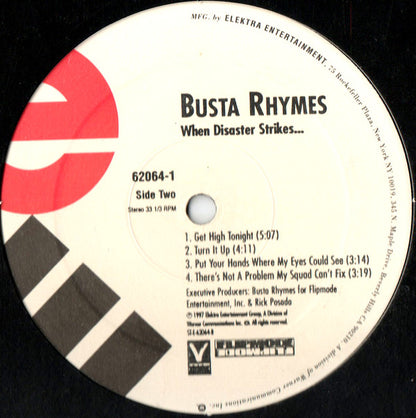 MFG. by ELEKTRA ENTERTAINMENT, 75 Rockefeller Plaza, New York NY 10019, 345 N. Maple Drive, Beverly Hills CA 90210 A division of Warner Communications Inc.
BUSTA RHYMES
When Disaster Strikes...
62064-1
Side Two
Stereo 33 1/3 RPM
1. Get High Tonight (5:07)
2. Turn It Up (4:11)
3. Put Your Hands Where My Eyes Could See (3:14)
4. There's Not A Problem My Squad Can't Fix (3:19)
Executive Producers: Busta Rhymes for Flipmode
Entertainment, Inc. & Rick Posada
℗ 1997 Elektra Entertainment Group, A Division of
Warner Communications Inc. All rights reserved.
V
FLIPMODE
FLIPMODE